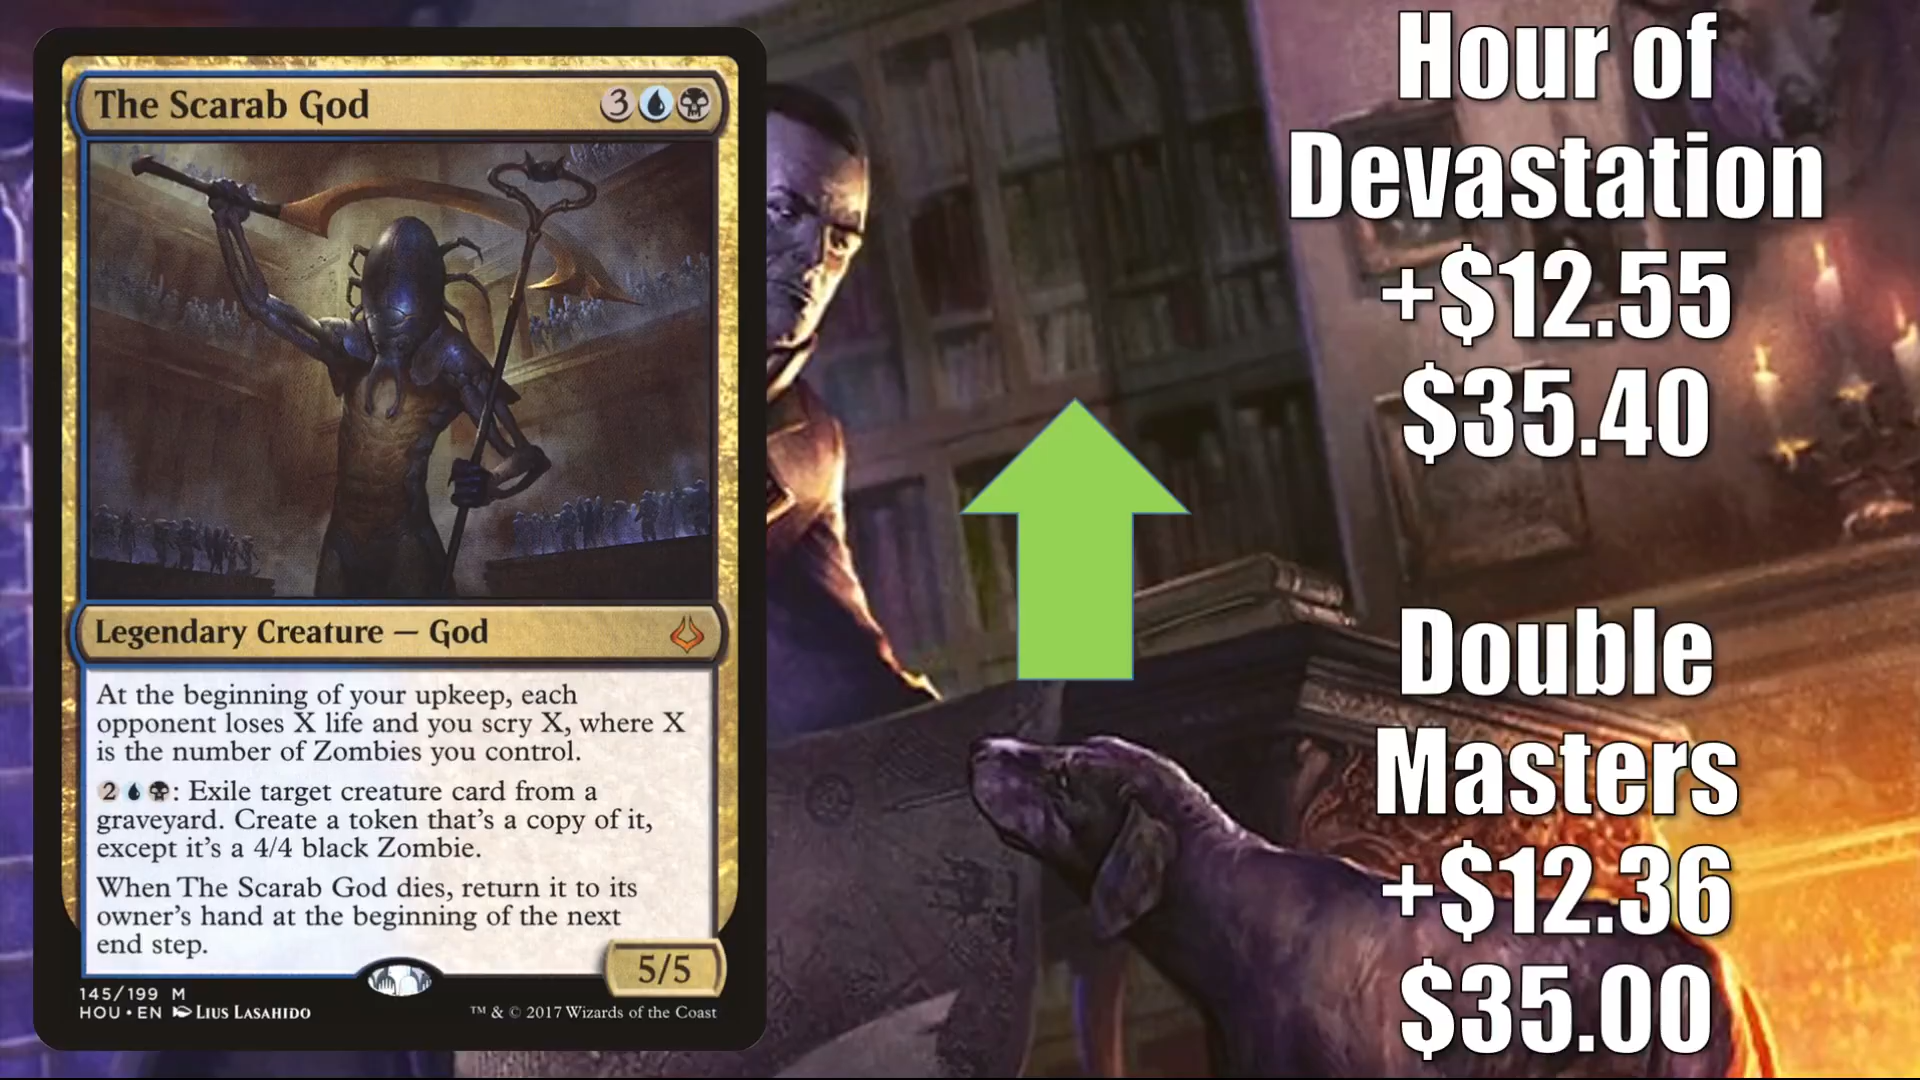 The Scarab God
3
Legendary Creature — God
At the beginning of your upkeep, each
opponent loses X life and you scry X, where X
is the number of Zombies you control.
2 : Exile target creature card from a
graveyard. Create a token that's a copy of it,
except it's a 4/4 black Zombie.
When The Scarab God dies, return it to its
owner's hand at the beginning of the next
end step.
5/5
145/199 M
HOU • EN Lius Lasahido
™ & © 2017 Wizards of the Coast
Hour of
Devastation
+$12.55
$35.40
Double
Masters
+$12.36
$35.00